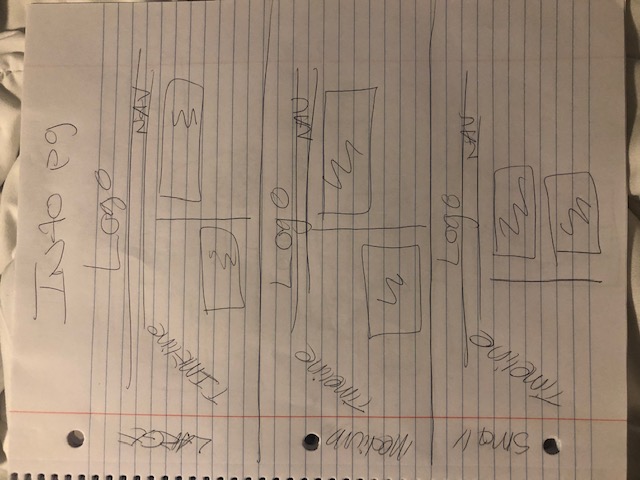 Info pg
LARGE
Logo
NAV
TIMEline
Medium
Logo
NAV
Timeline
Small
Logo
NAV
Timeline